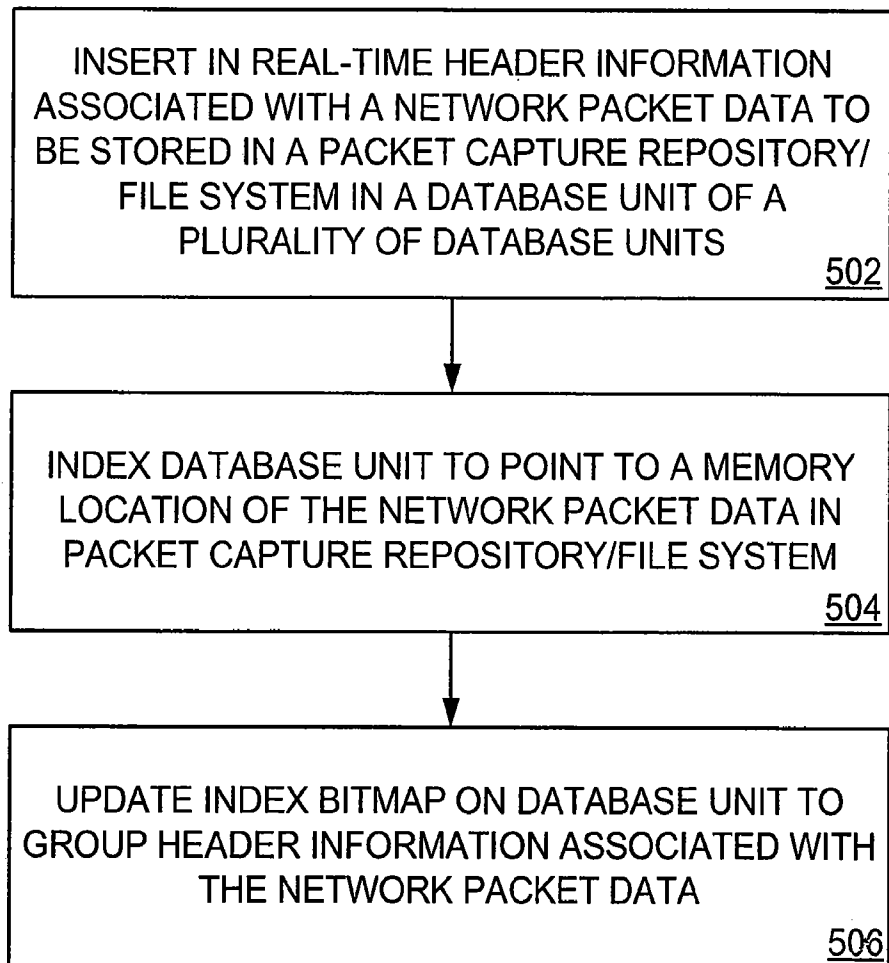 INSERT IN REAL-TIME HEADER INFORMATION
ASSOCIATED WITH A NETWORK PACKET DATA TO
BE STORED IN A PACKET CAPTURE REPOSITORY/
FILE SYSTEM IN A DATABASE UNIT OF A
PLURALITY OF DATABASE UNITS
502
INDEX DATABASE UNIT TO POINT TO A MEMORY
LOCATION OF THE NETWORK PACKET DATA IN
PACKET CAPTURE REPOSITORY/FILE SYSTEM
504
UPDATE INDEX BITMAP ON DATABASE UNIT TO
GROUP HEADER INFORMATION ASSOCIATED WITH
THE NETWORK PACKET DATA
506